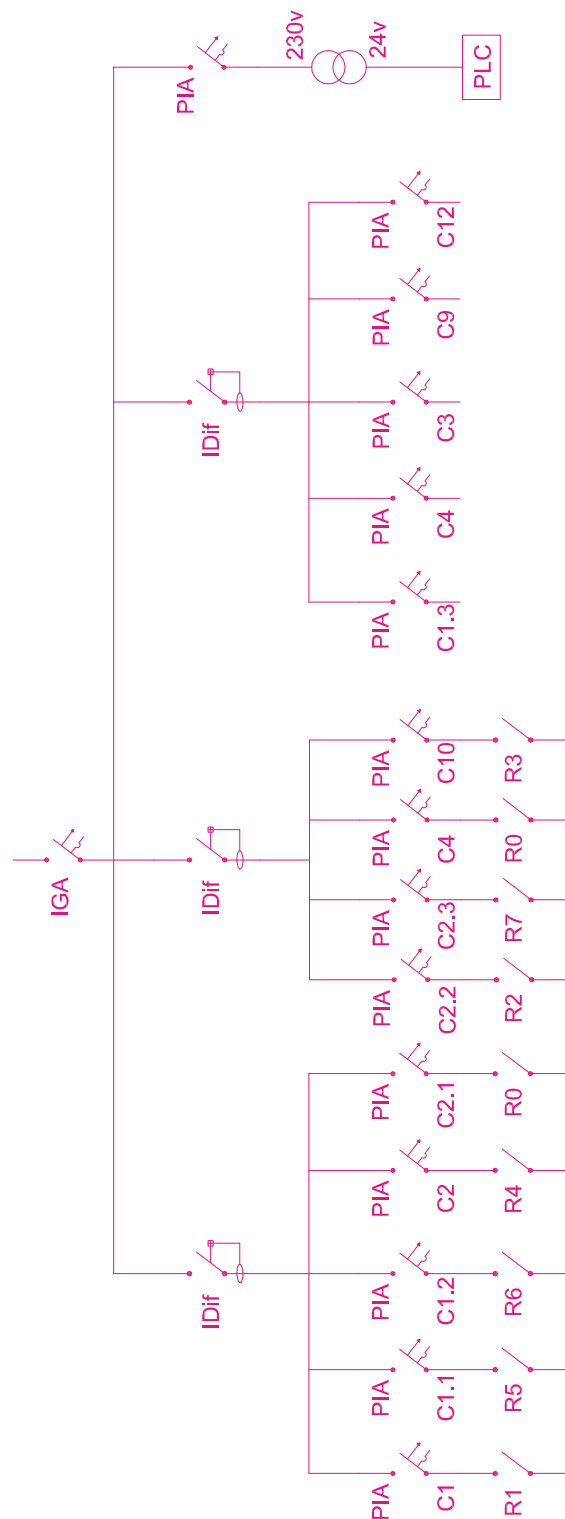 IGA
PIA
230v
24v
PLC
IDif
IDif
IDif
PIA
PIA
PIA
PIA
PIA
PIA
PIA
PIA
PIA
PIA
PIA
PIA
PIA
PIA
C1
C1.1
C1.2
C2
C2.1
C2.2
C2.3
C4
C10
C1.3
C4
C3
C9
C12
R1
R5
R6
R4
R0
R2
R7
R0
R3